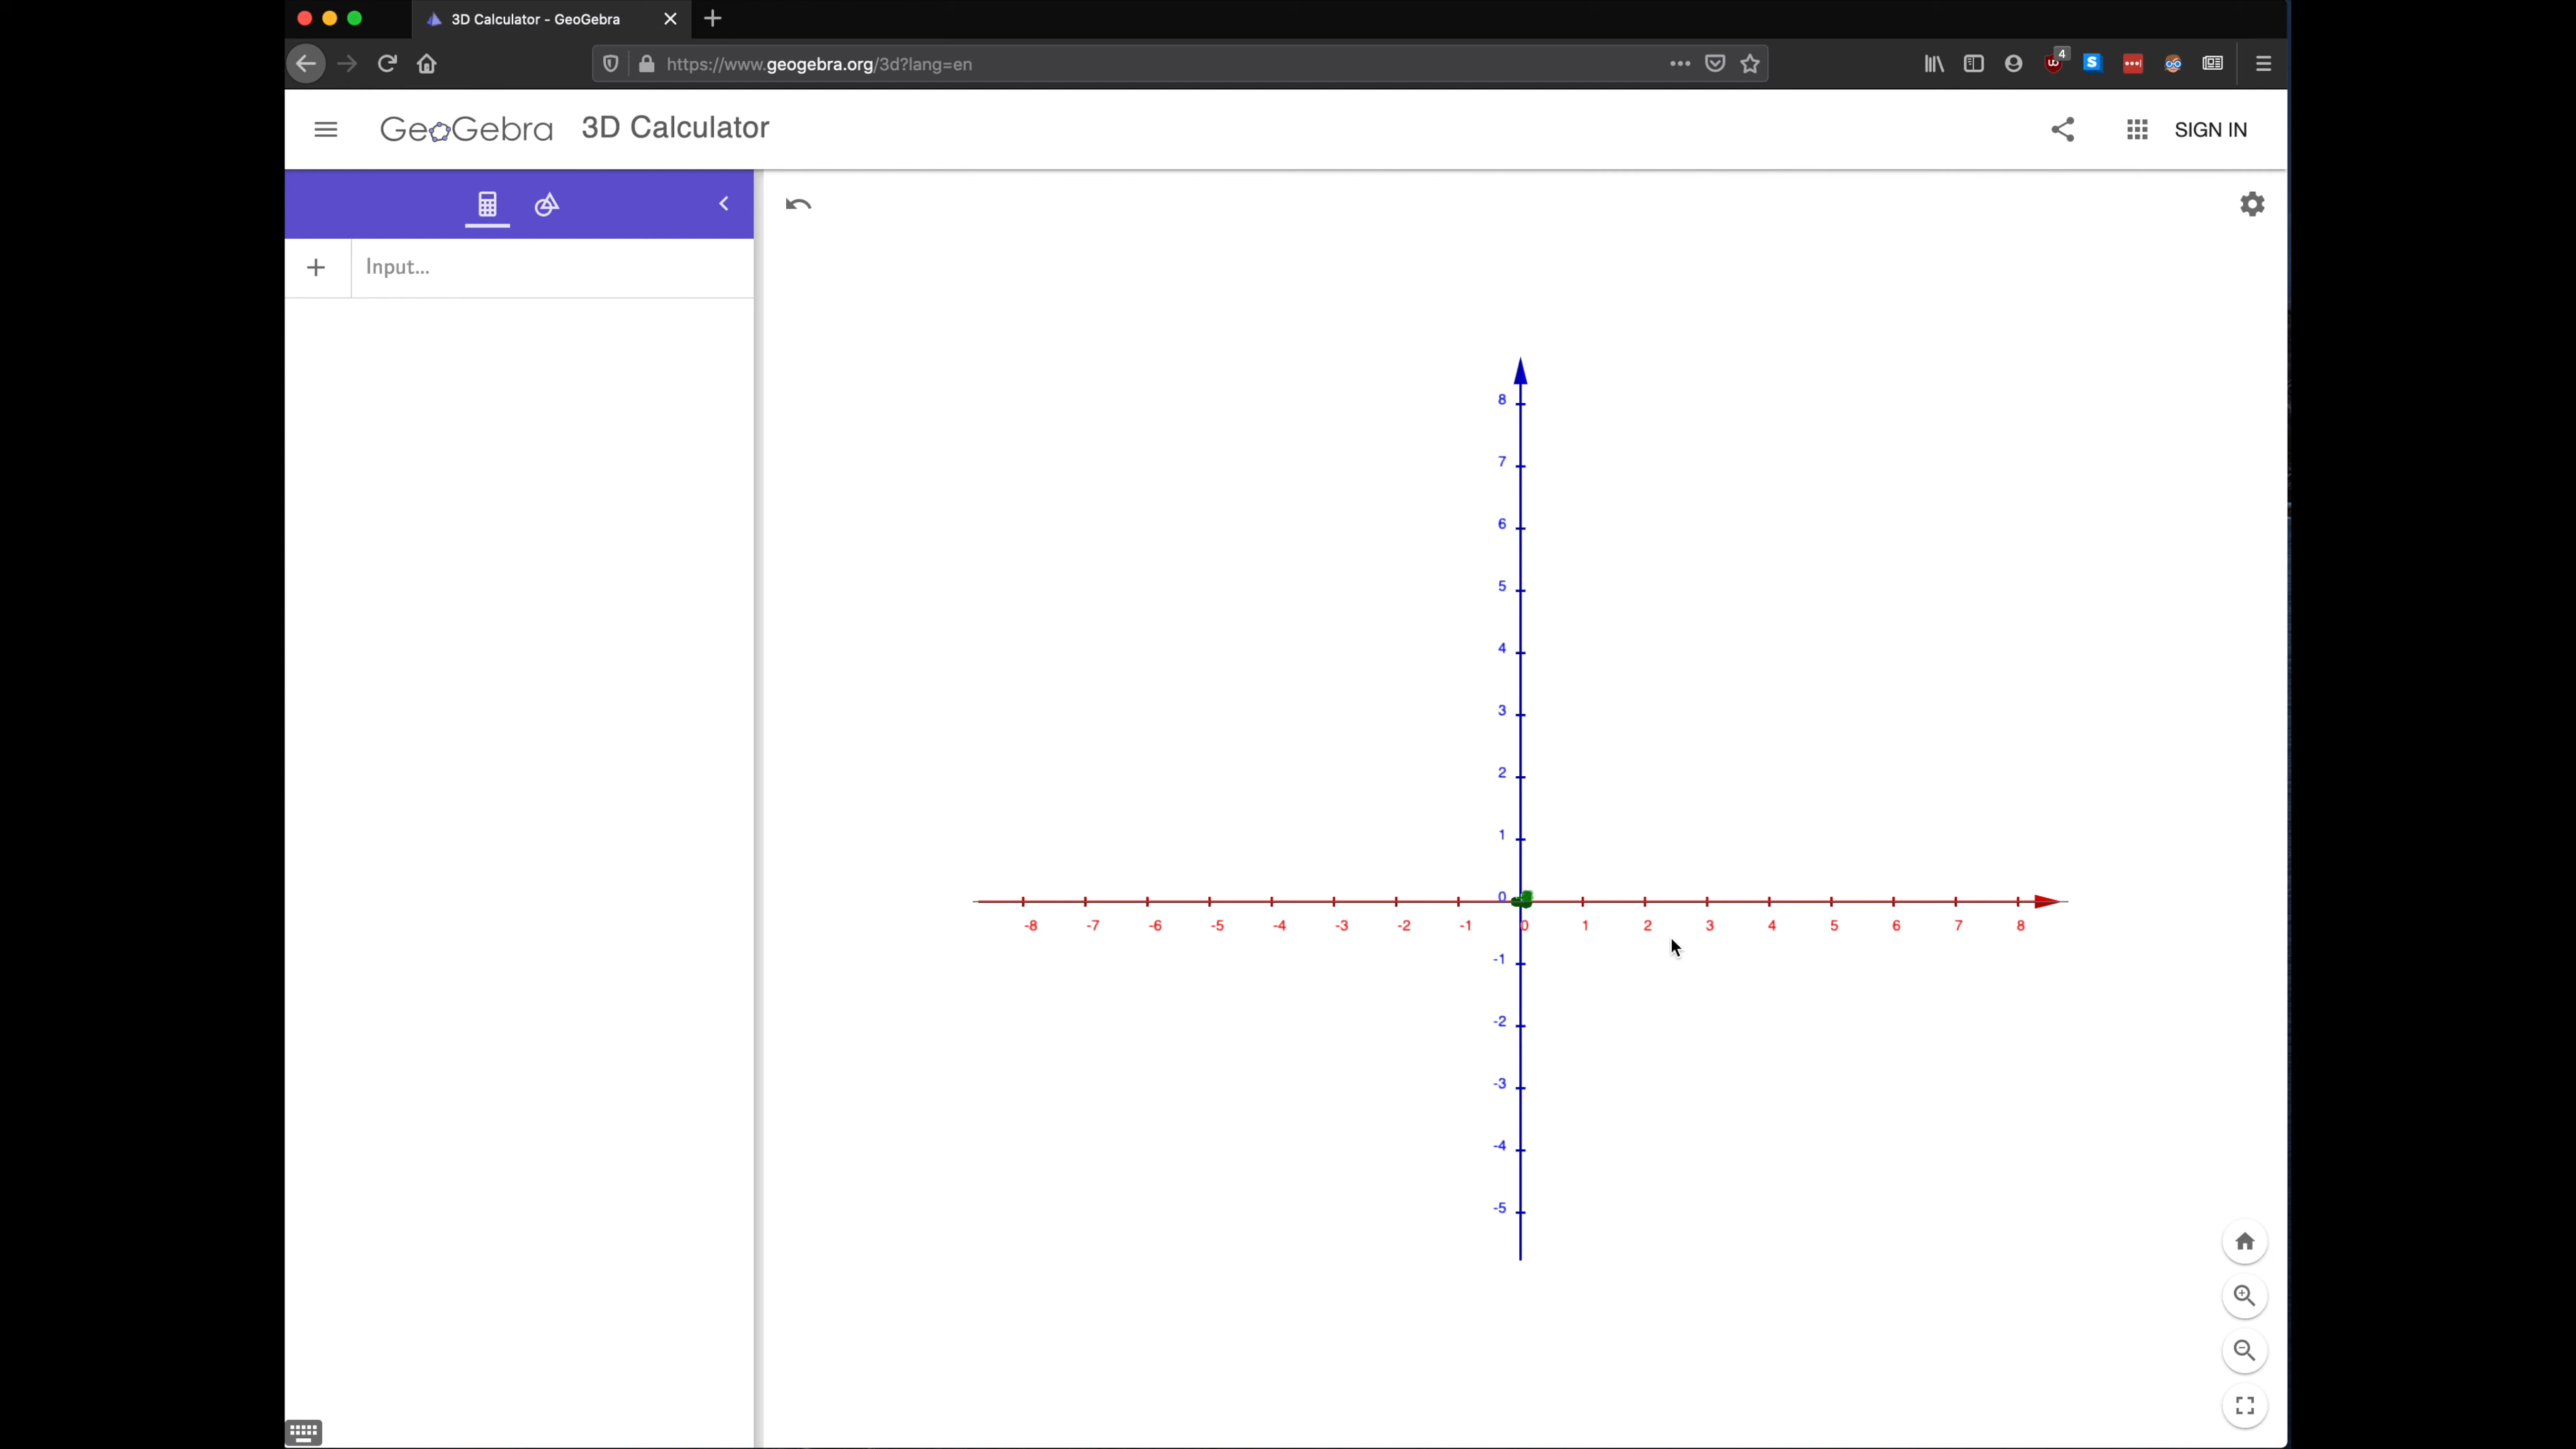 3D Calculator - GeoGebra
https://www.geogebra.org/3d?lang=en
4
S
GeoGebra 3D Calculator
SIGN IN
Input...
8
7
6
5
4
3
2
1
0
-8 -7 -6 -5 -4 -3 -2 -1 0 1 2 3 4 5 6 7 8
-1
-2
-3
-4
-5